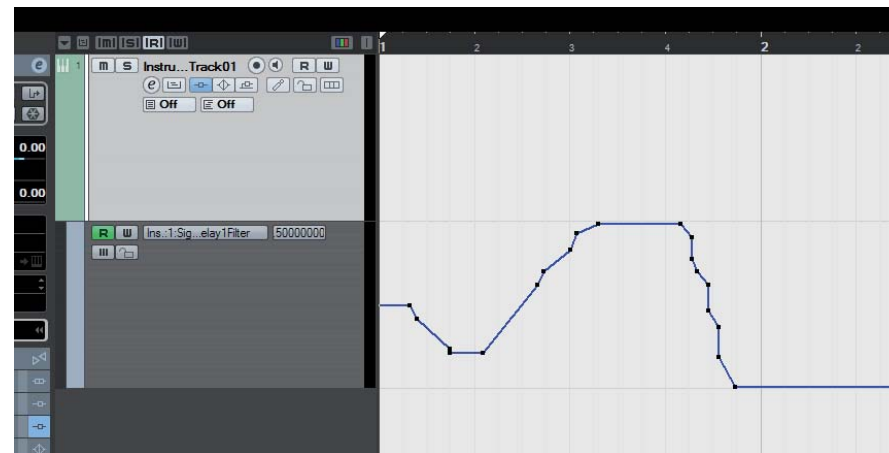 M S R W
1 2 3 4 2 2
e 1 M S Instru...Track01 R W
e
Off Off
0.00
0.00
R W Ins.:1:Sig...elay1Filter 50000000